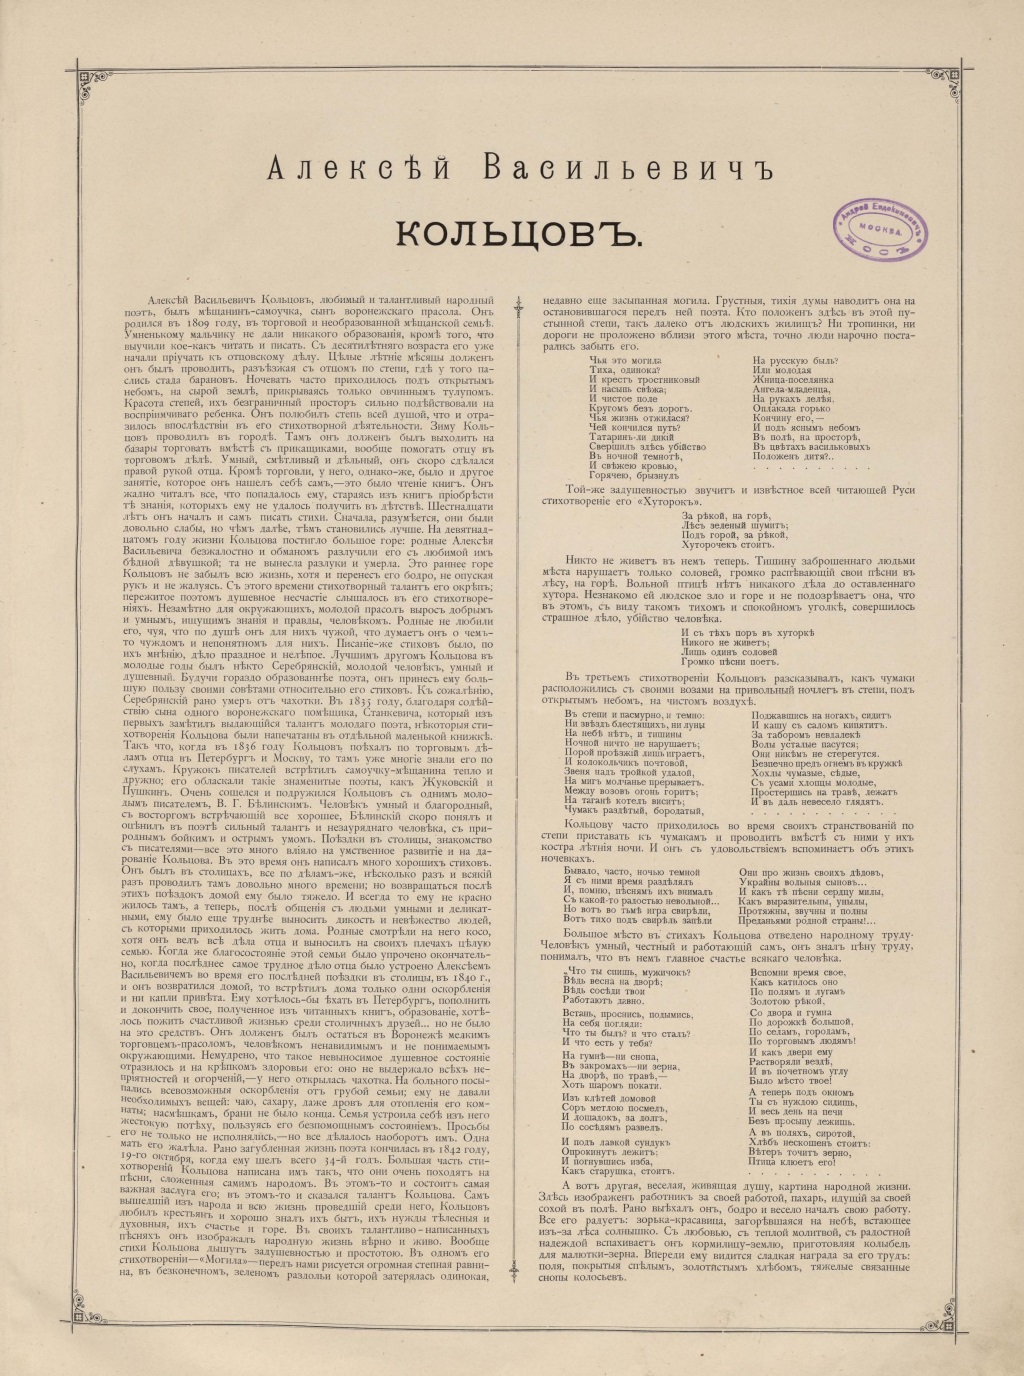 Алексѣй Васильевичъ
КОЛЬЦОВЪ.
Андрей Евдокимовичъ
МОСКВА.
Алексѣй Васильевичъ Кольцовъ, любимый и талантливый народный
поэтъ, былъ мѣщанинъ-самоучка, сынъ воронежскаго прасола. Онъ
родился въ 1809 году, въ торговой и необразованной мѣщанской семьѣ.
Умненькому мальчику не дали никакого образованія, кромѣ того, что
выучили кое-какъ читать и писать. Съ десятилѣтняго возраста его уже
начали пріучать къ отцовскому дѣлу. Цѣлые лѣтніе мѣсяцы долженъ
онъ былъ проводить, разъѣзжая съ отцомъ по степи, гдѣ у того па-
слись стада барановъ. Ночевать часто приходилось подъ открытымъ
небомъ, на сырой землѣ, прикрываясь только овчиннымъ тулупомъ.
Красота степей, ихъ безграничный просторъ сильно подѣйствовали на
воспріимчиваго ребенка. Онъ полюбилъ степь всей душой, что и отра-
зилось впослѣдствіи въ его стихотворной дѣятельности. Зиму Коль-
цовъ проводилъ въ городѣ. Тамъ онъ долженъ былъ выходить на
базары торговать вмѣстѣ съ прикащиками, вообще помогать отцу въ
торговомъ дѣлѣ. Умный, смѣтливый и дѣльный, онъ скоро сдѣлался
правой рукой отца. Кромѣ торговли, у него, однако-же, было и другое
занятіе, которое онъ нашелъ себѣ самъ,—это было чтеніе книгъ. Онъ
жадно читалъ все, что попадалось ему, стараясь изъ книгъ пріобрѣсти
тѣ знанія, которыхъ ему не удалось получить въ дѣтствѣ. Шестнадцати
лѣтъ онъ началъ и самъ писать стихи. Сначала, разумѣется, они были
довольно слабы, но чѣмъ далѣе, тѣмъ становились лучше. На девятнад-
цатомъ году жизни Кольцова постигло большое горе: родные Алексѣя
Васильевича безжалостно и обманомъ разлучили его съ любимой имъ
бѣдной дѣвушкой; та не вынесла разлуки и умерла. Это раннее горе
Кольцовъ не забылъ всю жизнь, хотя и перенесъ его бодро, не опуская
рукъ и не жалуясь. Съ этого времени стихотворный талантъ его окрѣпъ;
пережитое поэтомъ душевное несчастіе слышалось въ его стихотворе-
ніяхъ. Незамѣтно для окружающихъ, молодой прасолъ выросъ добрымъ
и умнымъ, ищущимъ знанія и правды, человѣкомъ. Родные не любили
его, чуя, что по душѣ онъ для нихъ чужой, что думаетъ онъ о чемъ-
то чуждомъ и непонятномъ для нихъ. Писаніе-же стиховъ было, по
ихъ мнѣнію, дѣло праздное и нелѣпое. Лучшимъ другомъ Кольцова въ
молодые годы былъ нѣкто Серебрянскій, молодой человѣкъ, умный и
душевный. Будучи гораздо образованнѣе поэта, онъ принесъ ему боль-
шую пользу своими совѣтами относительно его стиховъ. Къ сожалѣнію,
Серебрянскій рано умеръ отъ чахотки. Въ 1835 году, благодаря содѣй-
ствію сына одного воронежскаго помѣщика, Станкевича, который изъ
первыхъ замѣтилъ выдающійся талантъ молодаго поэта, нѣкоторыя сти-
хотворенія Кольцова были напечатаны въ отдѣльной маленькой книжкѣ.
Такъ что, когда въ 1836 году Кольцовъ поѣхалъ по торговымъ дѣ-
ламъ отца въ Петербургъ и Москву, то тамъ уже многіе знали его по
слухамъ. Кружокъ писателей встрѣтилъ самоучку-мѣщанина тепло и
дружно; его обласкали такіе знаменитые поэты, какъ Жуковскій и
Пушкинъ. Очень сошелся и подружился Кольцовъ съ однимъ моло-
дымъ писателемъ, В. Г. Бѣлинскимъ. Человѣкъ умный и благородный,
съ восторгомъ встрѣчающій все хорошее, Бѣлинскій скоро понялъ и
оцѣнилъ въ поэтѣ сильный талантъ и незауряднаго человѣка, съ при-
роднымъ бойкимъ и острымъ умомъ. Поѣздки въ столицы, знакомство
съ писателями—все это много вліяло на умственное развитіе и на да-
рованіе Кольцова. Въ это время онъ написалъ много хорошихъ стиховъ.
Онъ былъ въ столицахъ, все по дѣламъ-же, нѣсколько разъ и всякій
разъ проводилъ тамъ довольно много времени; но возвращаться послѣ
этихъ поѣздокъ домой ему было тяжело. И всегда то ему не красно
жилось тамъ, а теперь, послѣ общенія съ людьми умными и деликат-
ными, ему было еще труднѣе выносить дикость и невѣжество людей,
съ которыми приходилось жить дома. Родные смотрѣли на него косо,
хотя онъ велъ всѣ дѣла отца и выносилъ на своихъ плечахъ цѣлую
семью. Когда же благосостояніе этой семьи было упрочено окончатель-
но, когда послѣднее самое трудное дѣло отца было устроено Алексѣемъ
Васильевичемъ во время его послѣдней поѣздки въ столицы, въ 1840 г.,
и онъ возвратился домой, то встрѣтилъ дома только одни оскорбленія
и ни капли привѣта. Ему хотѣлось-бы ѣхать въ Петербургъ, пополнить
и докончить свое, полученное изъ читанныхъ книгъ, образованіе, хотѣ-
лось пожить счастливой жизнью среди столичныхъ друзей... но не было
на это средствъ. Онъ долженъ былъ остаться въ Воронежѣ мелкимъ
торговцемъ-прасоломъ, человѣкомъ ненавидимымъ и не понимаемымъ
окружающими. Немудрено, что такое невыносимое душевное состояніе
отразилось и на крѣпкомъ здоровьи его: оно не выдержало всѣхъ не-
пріятностей и огорченій,—у него открылась чахотка. На больного посы-
пались всевозможныя оскорбленія отъ грубой семьи; ему не давали
необходимыхъ вещей: чаю, сахару, даже дровъ для отопленія его ком-
наты; насмѣшкамъ, брани не было конца. Семья устроила себѣ изъ него
жестокую потѣху, пользуясь его безпомощнымъ состояніемъ. Просьбы
его не только не исполнялись,—но все дѣлалось наоборотъ имъ. Одна
мать его жалѣла. Рано загубленная жизнь поэта кончилась въ 1842 году,
19-го октября, когда ему шелъ всего 34-й годъ. Большая часть сти-
хотвореній Кольцова написана имъ такъ, что они очень походятъ на
пѣсни, сложенныя самимъ народомъ. Въ этомъ-то и состоитъ самая
важная заслуга его; въ этомъ-то и сказался талантъ Кольцова. Самъ
вышедшій изъ народа и всю жизнь проведшій среди него, Кольцовъ
любилъ крестьянъ и хорошо зналъ ихъ бытъ, ихъ нужды тѣлесныя и
духовныя, ихъ счастье и горе. Въ своихъ талантливо-написанныхъ
пѣсняхъ онъ изображалъ народную жизнь вѣрно и живо. Вообще
стихи Кольцова дышутъ задушевностью и простотою. Въ одномъ его
стихотвореніи—«Могила»—передъ нами рисуется огромная степная равни-
на, въ безконечномъ, зеленомъ раздольи которой затерялась одинокая,
недавно еще засыпанная могила. Грустныя, тихія думы наводитъ она на
остановившагося передъ ней поэта. Кто положенъ здѣсь въ этой пу-
стынной степи, такъ далеко отъ людскихъ жилищъ? Ни тропинки, ни
дороги не проложено вблизи этого мѣста, точно люди нарочно поста-
рались забыть его.
Чья это могила
Тиха, одинока?
И крестъ тростниковый
И насыпь свѣжа;
И чистое поле
Кругомъ безъ дорогъ.
Чья жизнь отжилася?
Чей кончился путь?
Татаринъ-ли дикій
Свершилъ здѣсь убійство
Въ ночной темнотѣ,
И свѣжею кровью,
Горячею, брызнулъ
На русскую быль?
Или молодая
Жница-поселянка
Ангела-младенца,
На рукахъ лелѣя,
Оплакала горько
Кончину его,—
И подъ яснымъ небомъ
Въ полѣ, на просторѣ,
Въ цвѣтахъ васильковыхъ
Положенъ дитя?..
. . . . . . . . . .
Той-же задушевностью звучитъ и извѣстное всей читающей Руси
стихотвореніе его «Хуторокъ».
За рѣкой, на горѣ,
Лѣсъ зеленый шумитъ;
Подъ горой, за рѣкой,
Хуторочекъ стоитъ.
Никто не живетъ въ немъ теперь. Тишину заброшеннаго людьми
мѣста нарушаетъ только соловей, громко распѣвающій свои пѣсни въ
лѣсу, на горѣ. Вольной птицѣ нѣтъ никакого дѣла до оставленнаго
хутора. Незнакомо ей людское зло и горе и не подозрѣваетъ она, что
въ этомъ, съ виду такомъ тихомъ и спокойномъ уголкѣ, совершилось
страшное дѣло, убійство человѣка.
И съ тѣхъ поръ въ хуторкѣ
Никого не живетъ;
Лишь одинъ соловей
Громко пѣсни поетъ.
Въ третьемъ стихотвореніи Кольцовъ разсказывалъ, какъ чумаки
расположились съ своими возами на привольный ночлегъ въ степи, подъ
открытымъ небомъ, на чистомъ воздухѣ.
Въ степи и пасмурно, и темно:
Ни звѣздъ блестящихъ, ни луны
На небѣ нѣтъ, и тишины
Ночной ничто не нарушаетъ;
Порой проѣзжій лишь играетъ,
И колокольчикъ почтовой,
Звеня надъ тройкой удалой,
На мигъ молчанье прерываетъ.
Между возовъ огонь горитъ;
На таганѣ котелъ виситъ;
Чумакъ раздѣтый, бородатый,
Поджавшись на ногахъ, сидитъ
И кашу съ саломъ кипятитъ.
За таборомъ невдалекѣ
Волы усталые пасутся;
Они никѣмъ не стерегутся.
Безпечно предъ огнемъ въ кружкѣ
Хохлы чумазые, сѣдые,
Съ усами хлопцы молодые,
Простершись на травѣ, лежатъ
И въ даль невесело глядятъ.
. . . . . . . . . . . .
Кольцову часто приходилось во время своихъ странствованій по
степи приставать къ чумакамъ и проводить вмѣстѣ съ ними у ихъ
костра лѣтнія ночи. И онъ съ удовольствіемъ вспоминаетъ объ этихъ
ночевкахъ.
Бывало, часто, ночью темной
Я съ ними время раздѣлялъ
И, помню, пѣснямъ ихъ внималъ
Съ какой-то радостью невольной...
Но вотъ во тьмѣ игра свирѣли,
Вотъ тихо подъ свирѣль запѣли
Они про жизнь своихъ дѣдовъ,
Украйны вольныя сыновъ...
И какъ тѣ пѣсни сердцу милы,
Какъ выразительны, унылы,
Протяжны, звучны и полны
Преданьями родной страны!...
Большое мѣсто въ стихахъ Кольцова отведено народному труду·
Человѣкъ умный, честный и работающій самъ, онъ зналъ цѣну труду,
понималъ, что въ немъ главное счастье всякаго человѣка.
„Что ты спишь, мужичокъ?
Вѣдь весна на дворѣ;
Вѣдь сосѣди твои
Работаютъ давно.
Встань, проснись, подымись,
На себя погляди:
Что ты былъ? и что сталъ?
И что есть у тебя?
На гумнѣ—ни снопа,
Въ закромахъ—ни зерна,
На дворѣ, по травѣ,—
Хоть шаромъ покати.
Изъ клѣтей домовой
Соръ метлою посмелъ,
И лошадокъ, за долгъ,
По сосѣдямъ развелъ.
И подъ лавкой сундукъ
Опрокинутъ лежитъ;
И погнувшись изба,
Какъ старушка, стоитъ.
Вспомни время свое,
Какъ катилось оно
По полямъ и лугамъ
Золотою рѣкой,
Со двора и гумна
По дорожкѣ большой,
По селамъ, городамъ,
По торговымъ людямъ!
И какъ двери ему
Растворяли вездѣ,
И въ почетномъ углу
Было мѣсто твое!
А теперь подъ окномъ
Ты съ нуждою сидишь,
И весь день на печи
Безъ просыпу лежишь.
А въ поляхъ, сиротой,
Хлѣбъ нескошенъ стоитъ:
Вѣтеръ точитъ зерно,
Птица клюетъ его!
. . . . . . . . . . .
А вотъ другая, веселая, живящая душу, картина народной жизни.
Здѣсь изображенъ работникъ за своей работой, пахарь, идущій за своей
сохой въ полѣ. Рано выѣхалъ онъ, бодро и весело началъ свою работу.
Все его радуетъ: зорька-красавица, загорѣвшаяся на небѣ, встающее
изъ-за лѣса солнышко. Съ любовью, съ теплой молитвой, съ радостной
надеждой вспахиваетъ онъ кормилицу-землю, приготовляя колыбель
для малютки-зерна. Впереди ему видится сладкая награда за его трудъ:
поля, покрытыя спѣлымъ, золотистымъ хлѣбомъ, тяжелые связанные
снопы колосьевъ.